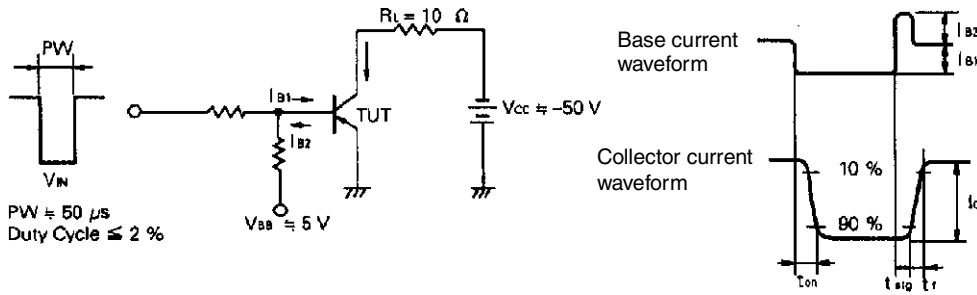 PW
VIN
PW ≒ 50 μs
Duty Cycle ≦ 2 %
RL = 10 Ω
IB1
IB2
TUT
VBB ≒ 5 V
VCC ≒ –50 V
Base current
waveform
IB2
IB1
Collector current
waveform
10 %
90 %
IC
ton
tstg
tf